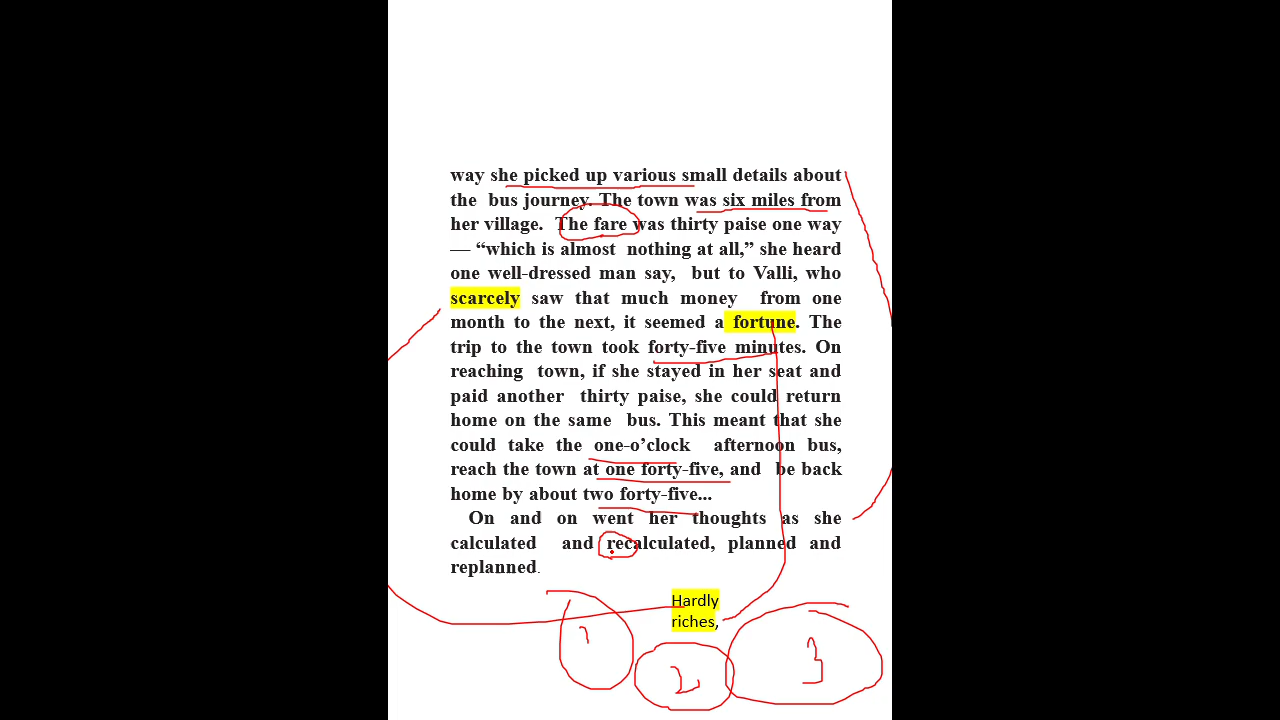 way she picked up various small details about
the bus journey. The town was six miles from
her village. The fare was thirty paise one way
— “which is almost nothing at all,” she heard
one well-dressed man say, but to Valli, who
scarcely saw that much money from one
month to the next, it seemed a fortune. The
trip to the town took forty-five minutes. On
reaching town, if she stayed in her seat and
paid another thirty paise, she could return
home on the same bus. This meant that she
could take the one-o’clock afternoon bus,
reach the town at one forty-five, and be back
home by about two forty-five...
On and on went her thoughts as she
calculated and recalculated, planned and
replanned.
Hardly
riches,
1 2 3